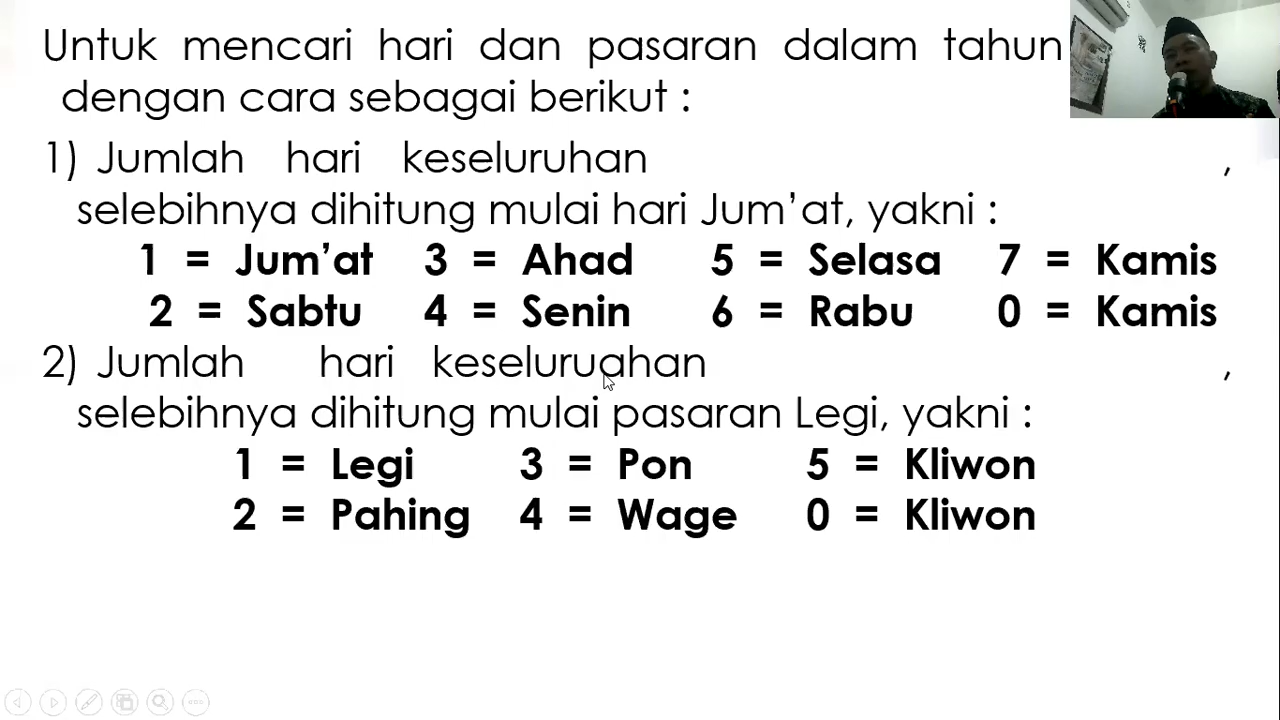 Untuk mencari hari dan pasaran dalam tahun
dengan cara sebagai berikut :
1) Jumlah hari keseluruhan ,
selebihnya dihitung mulai hari Jum'at, yakni :
1 = Jum'at 3 = Ahad 5 = Selasa 7 = Kamis
2 = Sabtu 4 = Senin 6 = Rabu 0 = Kamis
2) Jumlah hari keseluruahan ,
selebihnya dihitung mulai pasaran Legi, yakni :
1 = Legi 3 = Pon 5 = Kliwon
2 = Pahing 4 = Wage 0 = Kliwon